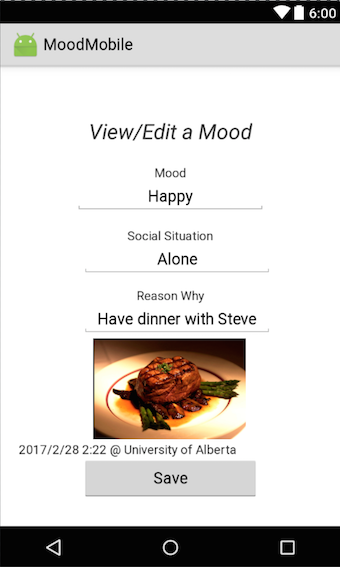 6:00
MoodMobile
View/Edit a Mood
Mood
Happy
Social Situation
Alone
Reason Why
Have dinner with Steve
2017/2/28 2:22 @ University of Alberta
Save